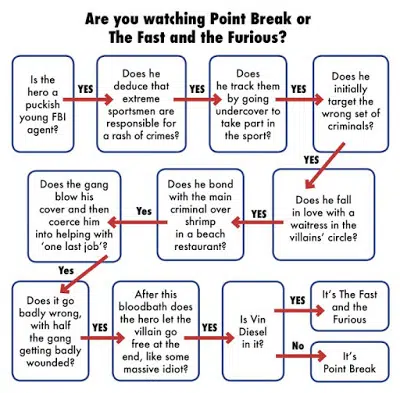 Are you watching Point Break or
The Fast and the Furious?
Is the
hero a
puckish
young FBI
agent?
YES
Does he
deduce that
extreme
sportsmen are
responsible for
a rash of crimes?
YES
Does
he track them
by going
undercover to
take part in
the sport?
YES
Does he
initially
target the
wrong set of
criminals?
YES
Does he fall
in love with a
waitress in the
villains’ circle?
YES
Does he bond
with the main
criminal over
shrimp
in a beach
restaurant?
Yes
Does the gang
blow his
cover and then
coerce him
into helping with
‘one last job’?
Yes
Does it go
badly wrong,
with half
the gang
getting badly
wounded?
YES
After this
bloodbath does
the hero let the
villain go
free at the
end, like some
massive idiot?
YES
Is Vin
Diesel
in it?
YES
It’s The Fast
and the
Furious
No
It’s
Point Break